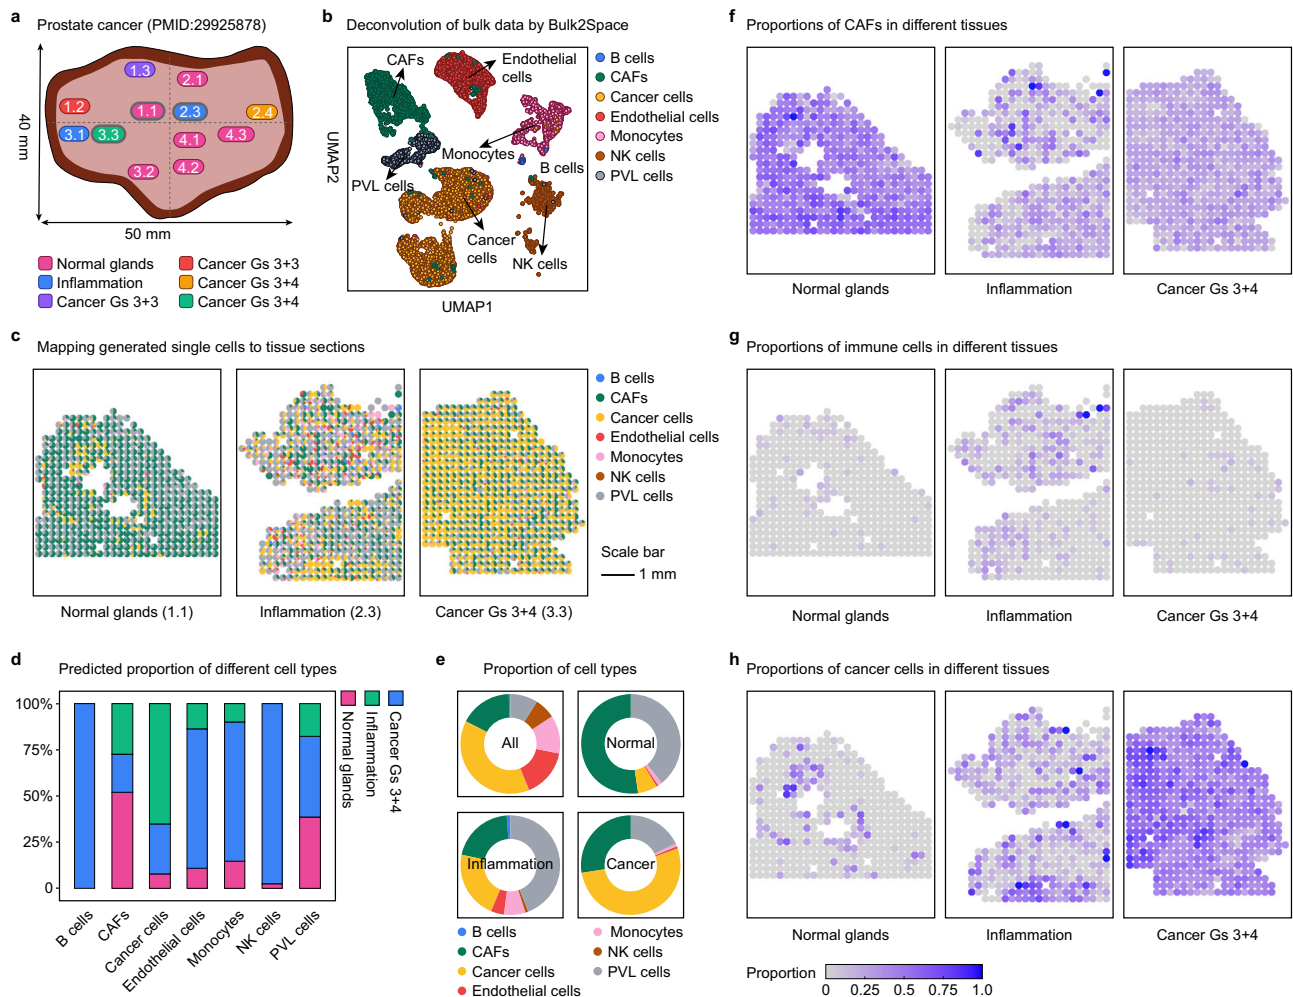 a
Prostate cancer (PMID:29925878)
40 mm
1.3
2.1
1.2
1.1
2.3
2.4
3.1
3.3
4.1
4.3
3.2
4.2
50 mm
Normal glands
Inflammation
Cancer Gs 3+3
Cancer Gs 3+3
Cancer Gs 3+4
Cancer Gs 3+4
b
Deconvolution of bulk data by Bulk2Space
UMAP2
CAFs
Endothelial
cells
Monocytes
B cells
PVL cells
Cancer
cells
NK cells
UMAP1
B cells
CAFs
Cancer cells
Endothelial cells
Monocytes
NK cells
PVL cells
c
Mapping generated single cells to tissue sections
Normal glands (1.1)
Inflammation (2.3)
Cancer Gs 3+4 (3.3)
B cells
CAFs
Cancer cells
Endothelial cells
Monocytes
NK cells
PVL cells
Scale bar
1 mm
d
Predicted proportion of different cell types
100%
75%
50%
25%
0
B cells
CAFs
Cancer cells
Endothelial cells
Monocytes
NK cells
PVL cells
Normal glands
Inflammation
Cancer Gs 3+4
e
Proportion of cell types
All
Normal
Inflammation
Cancer
B cells
CAFs
Cancer cells
Endothelial cells
Monocytes
NK cells
PVL cells
f
Proportions of CAFs in different tissues
Normal glands
Inflammation
Cancer Gs 3+4
g
Proportions of immune cells in different tissues
Normal glands
Inflammation
Cancer Gs 3+4
h
Proportions of cancer cells in different tissues
Normal glands
Inflammation
Cancer Gs 3+4
Proportion
0
0.25
0.5
0.75
1.0